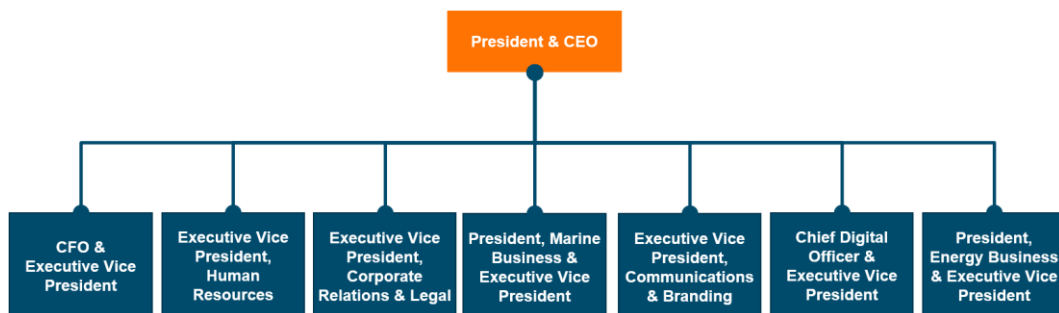 President & CEO
CFO &
Executive Vice
President
Executive Vice
President,
Human
Resources
Executive Vice
President,
Corporate
Relations & Legal
President, Marine
Business &
Executive Vice
President
Executive Vice
President,
Communications
& Branding
Chief Digital
Officer &
Executive Vice
President
President,
Energy Business
& Executive Vice
President